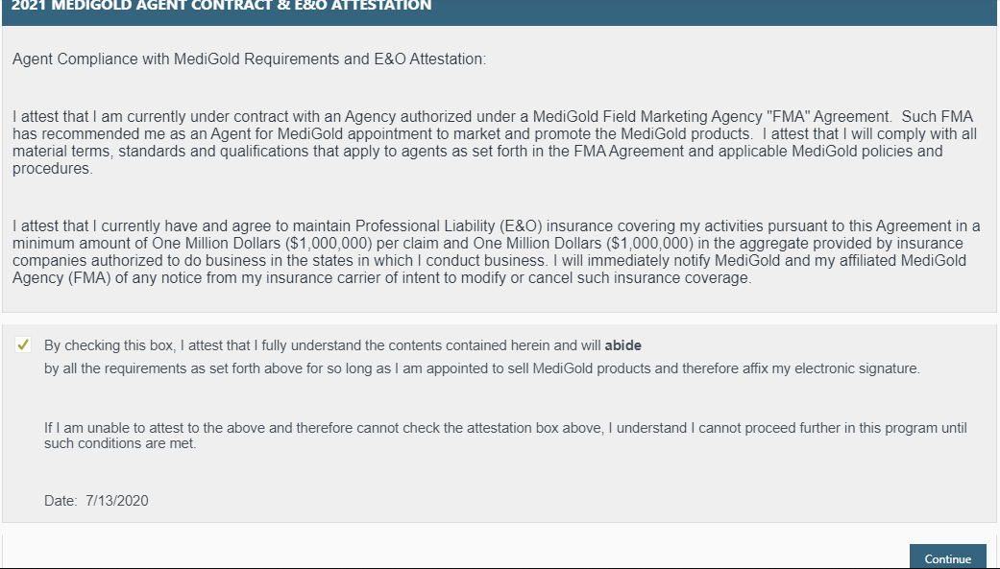 2021 MEDIGOLD AGENT CONTRACT & E&O ATTESTATION
Agent Compliance with MediGold Requirements and E&O Attestation:
I attest that I am currently under contract with an Agency authorized under a MediGold Field Marketing Agency "FMA" Agreement.  Such FMA
has recommended me as an Agent for MediGold appointment to market and promote the MediGold products.  I attest that I will comply with all
material terms, standards and qualifications that apply to agents as set forth in the FMA Agreement and applicable MediGold policies and
procedures.
I attest that I currently have and agree to maintain Professional Liability (E&O) insurance covering my activities pursuant to this Agreement in a
minimum amount of One Million Dollars ($1,000,000) per claim and One Million Dollars ($1,000,000) in the aggregate provided by insurance
companies authorized to do business in the states in which I conduct business. I will immediately notify MediGold and my affiliated MediGold
Agency (FMA) of any notice from my insurance carrier of intent to modify or cancel such insurance coverage.
By checking this box, I attest that I fully understand the contents contained herein and will abide
by all the requirements as set forth above for so long as I am appointed to sell MediGold products and therefore affix my electronic signature.
If I am unable to attest to the above and therefore cannot check the attestation box above, I understand I cannot proceed further in this program until
such conditions are met.
Date:  7/13/2020
Continue